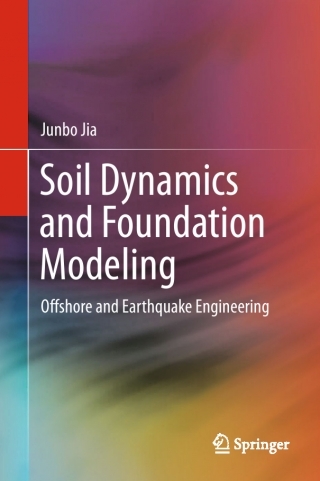 Junbo Jia
Soil Dynamics
and Foundation
Modeling
Offshore and Earthquake Engineering
Springer